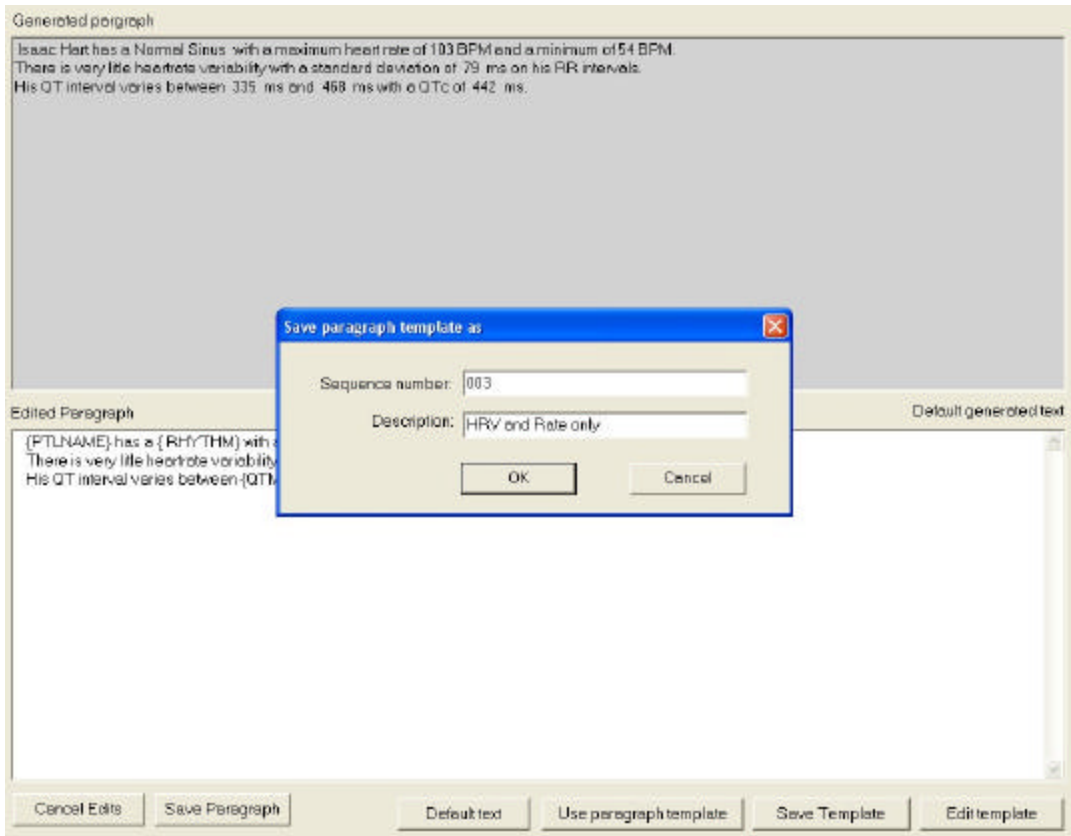 Generated pargraph
Isaac Hart has a Normal Sinus with a maximum heart rate of 103 BPM and a minimum of 54 BPM.
There is very litle heartrate variability with a standard deviation of 79 ms on his RR intervals.
His QT interval varies between 335 ms and 468 ms with a QTc of 442 ms.
Save paragraph template as
Sequence number: 003
Description: HRV and Rate only
OK Cancel
Edited Paragraph Default generated text
{PTLNAME} has a {RHYTHM} with
There is very litle heartrate variability
His QT interval varies between {QTM
Cancel Edits Save Paragraph Default text Use paragraph template Save Template Edit template